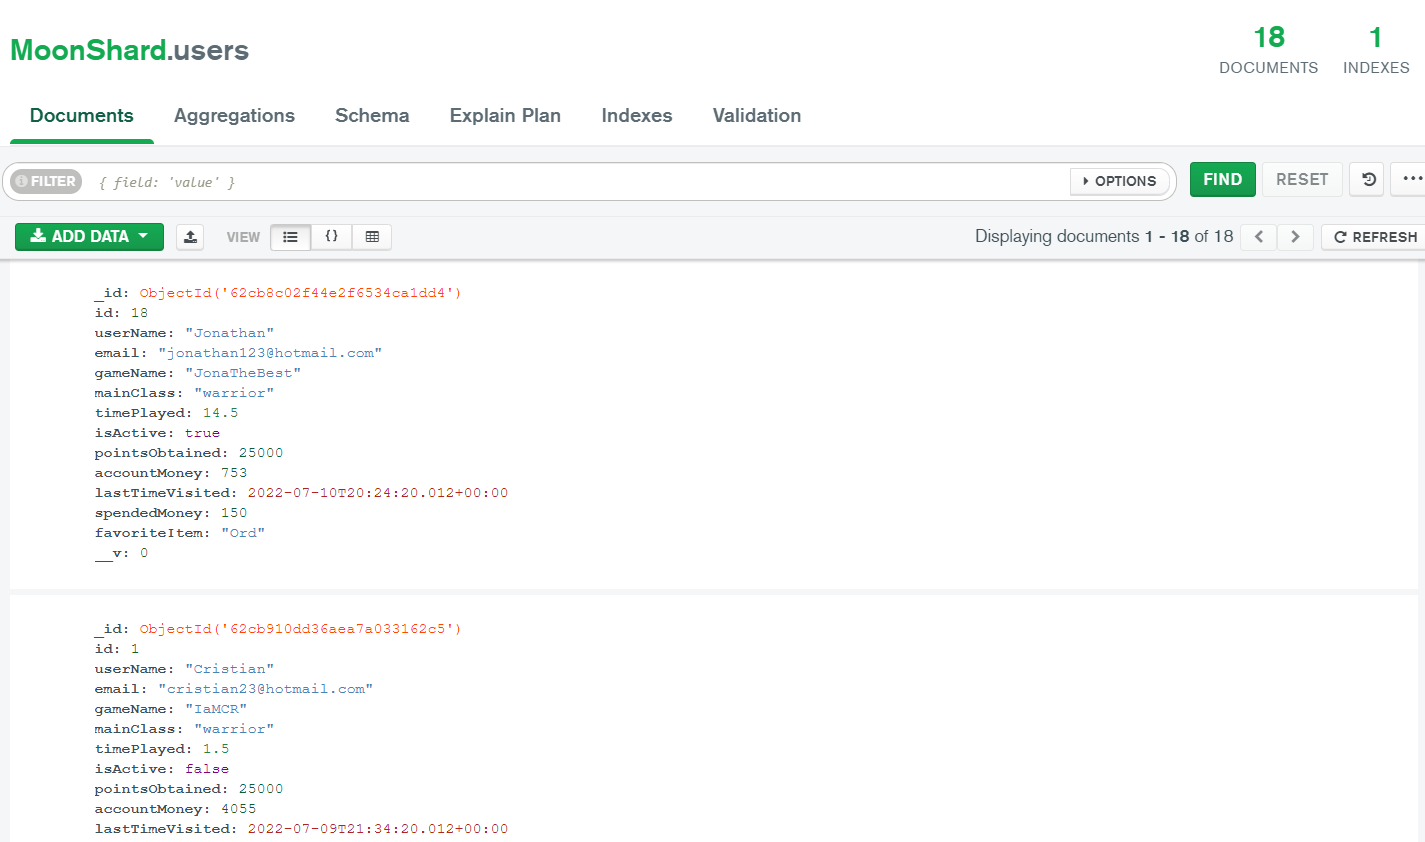 MoonShard.users
18
DOCUMENTS
1
INDEXES
Documents Aggregations Schema Explain Plan Indexes Validation
FILTER { field: 'value' } OPTIONS FIND RESET ...
ADD DATA VIEW {} Displaying documents 1 - 18 of 18 < > REFRESH
_id: ObjectId('62cb8c02f44e2f6534ca1dd4')
id: 18
userName: "Jonathan"
email: "jonathan123@hotmail.com"
gameName: "JonaTheBest"
mainClass: "warrior"
timePlayed: 14.5
isActive: true
pointsObtained: 25000
accountMoney: 753
lastTimeVisited: 2022-07-10T20:24:20.012+00:00
spendedMoney: 150
favoriteItem: "Ord"
__v: 0
_id: ObjectId('62cb910dd36aea7a033162c5')
id: 1
userName: "Cristian"
email: "cristian23@hotmail.com"
gameName: "IaMCR"
mainClass: "warrior"
timePlayed: 1.5
isActive: false
pointsObtained: 25000
accountMoney: 4055
lastTimeVisited: 2022-07-09T21:34:20.012+00:00